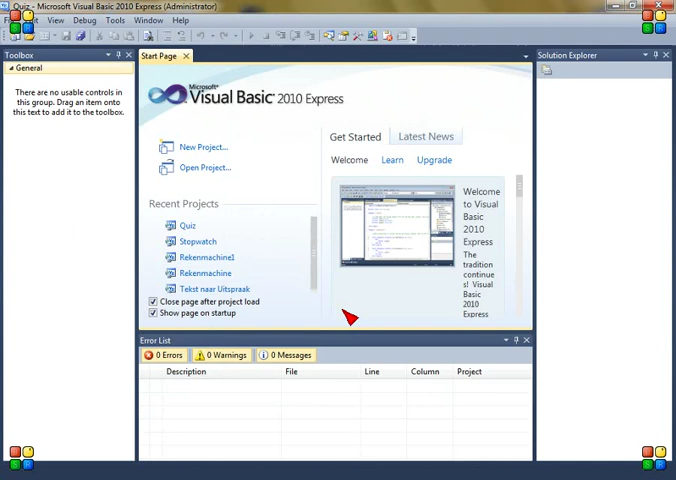 Quiz - Microsoft Visual Basic 2010 Express (Administrator)
Edit View Debug Tools Window Help
Toolbox
General
There are no usable controls in
this group. Drag an item onto
this text to add it to the toolbox.
Start Page
Microsoft
Visual Basic 2010 Express
New Project...
Open Project...
Recent Projects
Quiz
Stopwatch
Rekenmachine1
Rekenmachine
Tekst naar Uitspraak
Close page after project load
Show page on startup
Get Started Latest News
Welcome Learn Upgrade
Welcome
to Visual
Basic
2010
Express
The
tradition
continue
s! Visual
Basic
2010
Express
Solution Explorer
Error List
0 Errors 0 Warnings 0 Messages
Description File Line Column Project